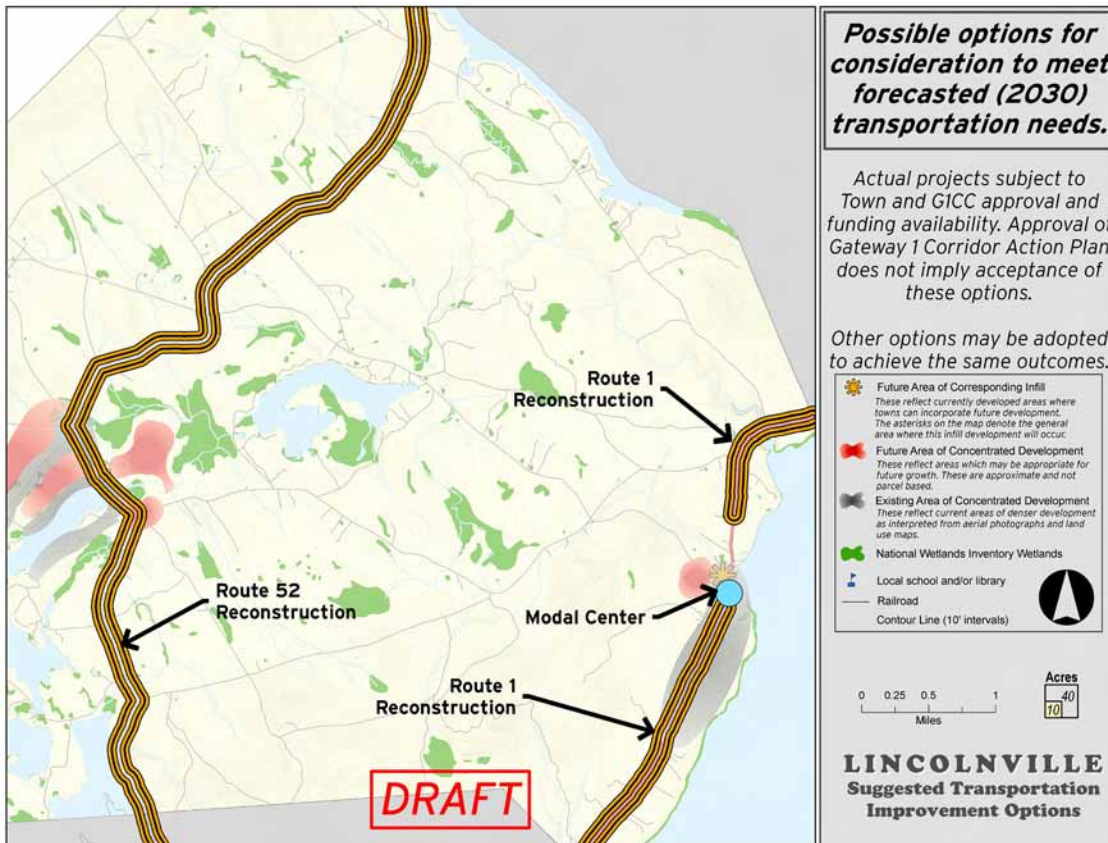 Route 1
Reconstruction
Route 52
Reconstruction
Modal Center
Route 1
Reconstruction
DRAFT
Possible options for
consideration to meet
forecasted (2030)
transportation needs.
Actual projects subject to
Town and G1CC approval and
funding availability. Approval of
Gateway 1 Corridor Action Plan
does not imply acceptance of
these options.
Other options may be adopted
to achieve the same outcomes.
Future Area of Corresponding Infill
These reflect currently developed areas where
towns can incorporate future development.
The asterisks on the map denote the general
area where this infill development will occur.
Future Area of Concentrated Development
These reflect areas which may be appropriate for
future growth. These are approximate and not
parcel based.
Existing Area of Concentrated Development
These reflect current areas of denser development
as interpreted from aerial photographs and land
use maps.
National Wetlands Inventory Wetlands
Local school and/or library
Railroad
Contour Line (10' intervals)
0 0.25 0.5 1
Miles
Acres
40
10
LINCOLNVILLE
Suggested Transportation
Improvement Options